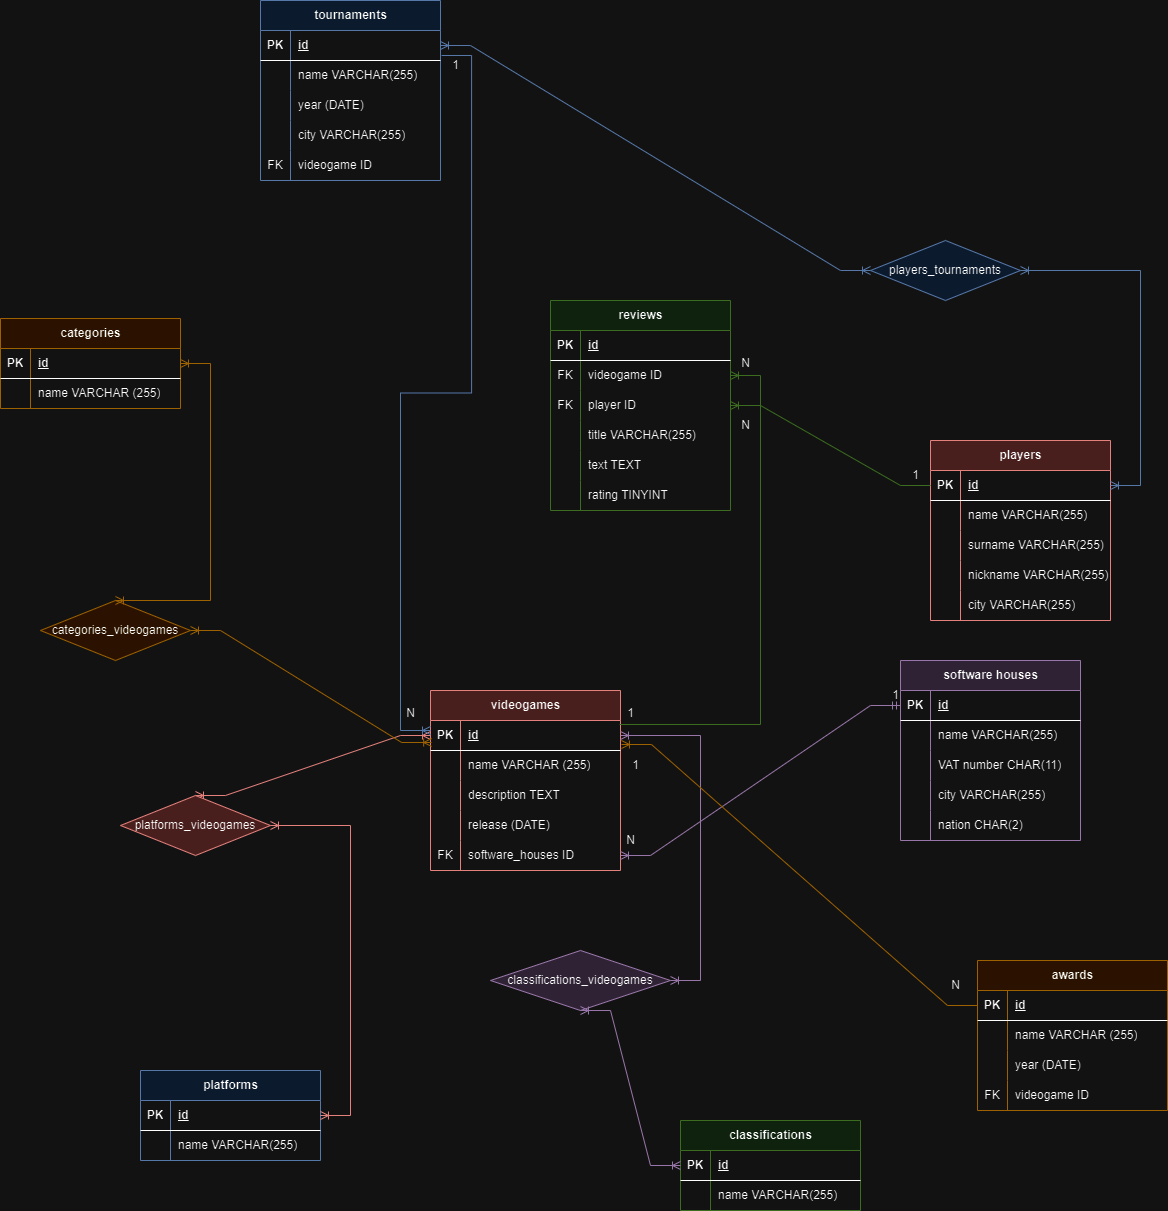 tournaments
PK id
name VARCHAR(255)
year (DATE)
city VARCHAR(255)
FK videogame ID
1
players_tournaments
categories
PK id
name VARCHAR (255)
reviews
PK id
FK videogame ID
FK player ID
title VARCHAR(255)
text TEXT
rating TINYINT
N
N
1
players
PK id
name VARCHAR(255)
surname VARCHAR(255)
nickname VARCHAR(255)
city VARCHAR(255)
categories_videogames
N
videogames
PK id
name VARCHAR (255)
description TEXT
release (DATE)
FK software_houses ID
1
1
N
1
software houses
PK id
name VARCHAR(255)
VAT number CHAR(11)
city VARCHAR(255)
nation CHAR(2)
platforms_videogames
classifications_videogames
N
awards
PK id
name VARCHAR (255)
year (DATE)
FK videogame ID
platforms
PK id
name VARCHAR(255)
classifications
PK id
name VARCHAR(255)